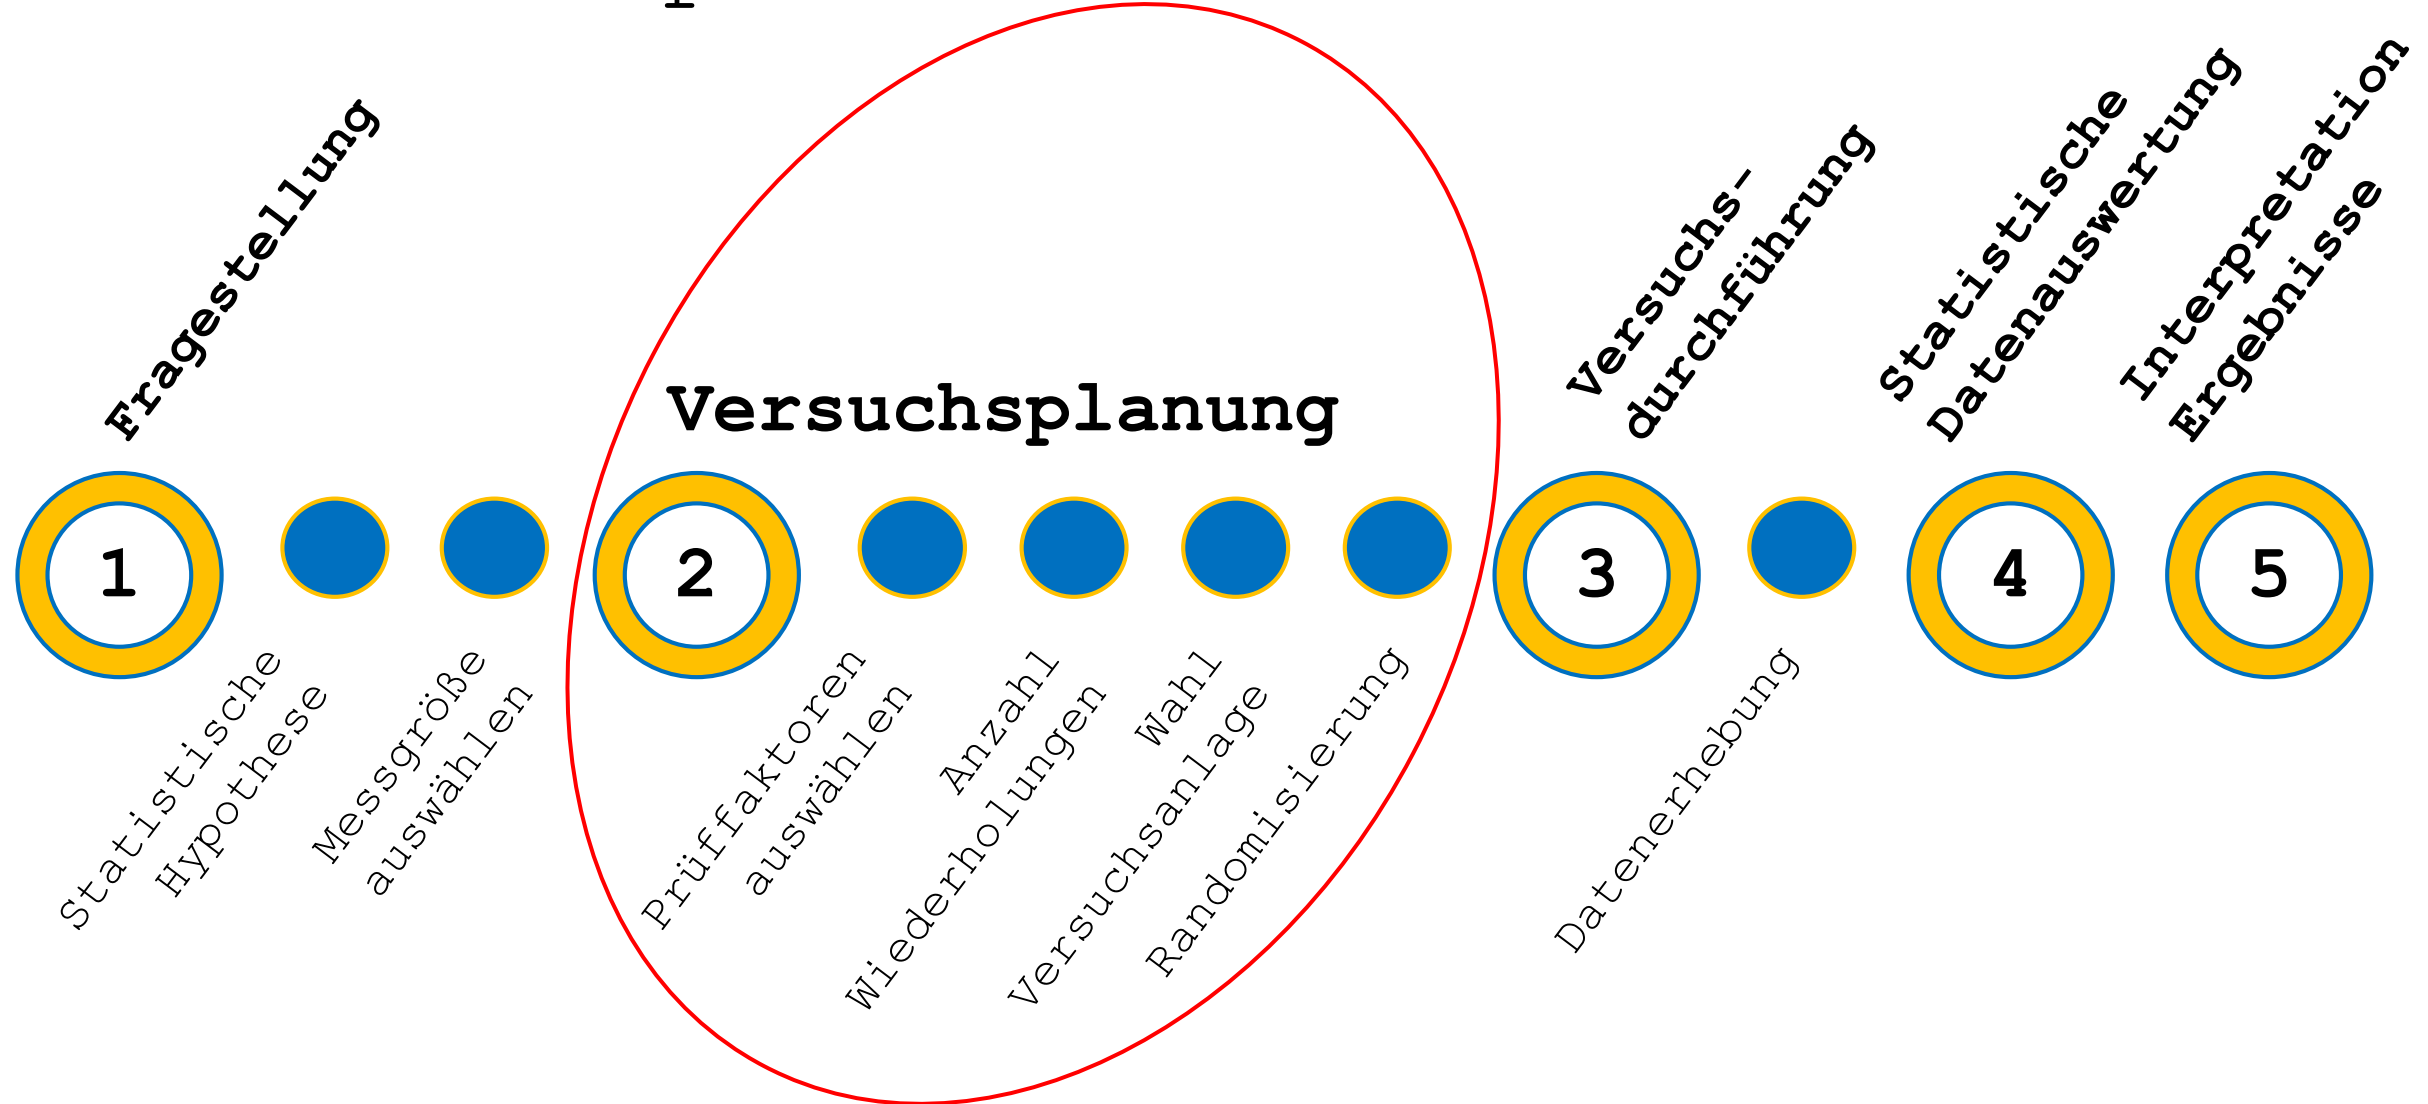 Fragestellung
Versuchsplanung
Versuchs-
durchführung
Statistische
Datenauswertung
Interpretation
Ergebnisse
1
2
3
4
5
Statistische
Hypothese
Messgröße
auswählen
Prüffaktoren
auswählen
Anzahl
Wiederholungen
Wahl
Versuchsanlage
Randomisierung
Datenerhebung